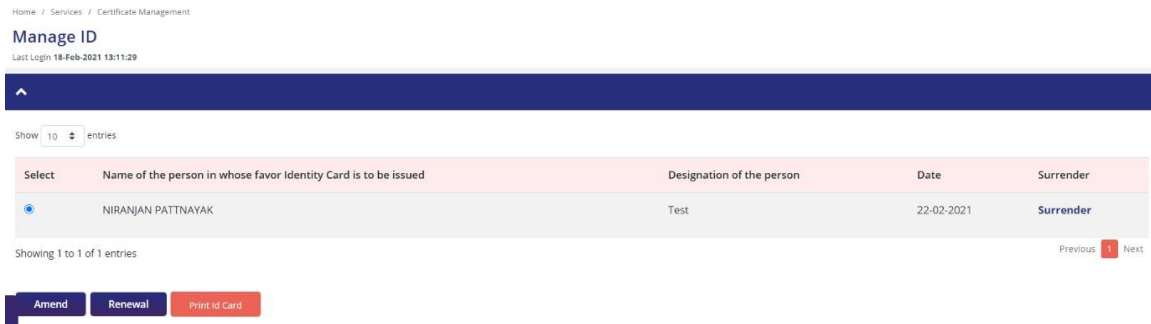 Home / Services / Certificate Management
Manage ID
Last Login 18-Feb-2021 13:11:29
Show 10 entries
Select Name of the person in whose favor Identity Card is to be issued Designation of the person Date Surrender
NIRANJAN PATTNAYAK Test 22-02-2021 Surrender
Showing 1 to 1 of 1 entries Previous 1 Next
Amend Renewal Print Id Card